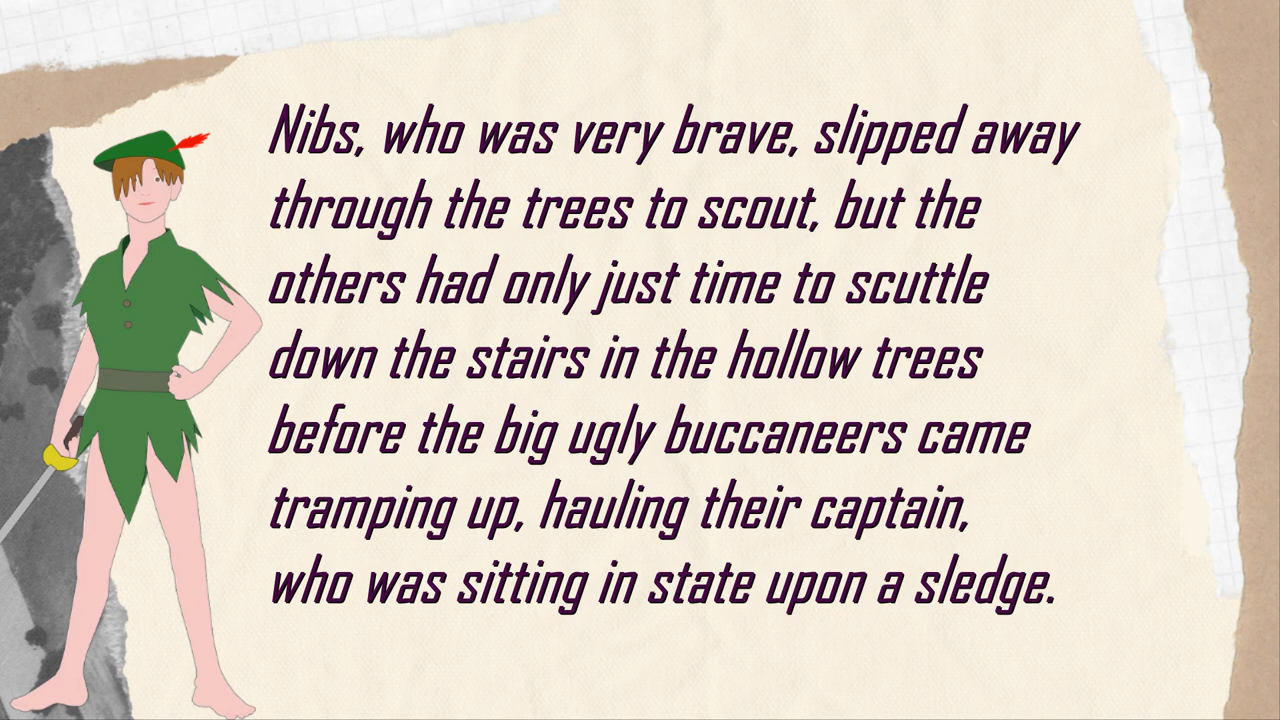 Nibs, who was very brave, slipped away
through the trees to scout, but the
others had only just time to scuttle
down the stairs in the hollow trees
before the big ugly buccaneers came
tramping up, hauling their captain,
who was sitting in state upon a sledge.